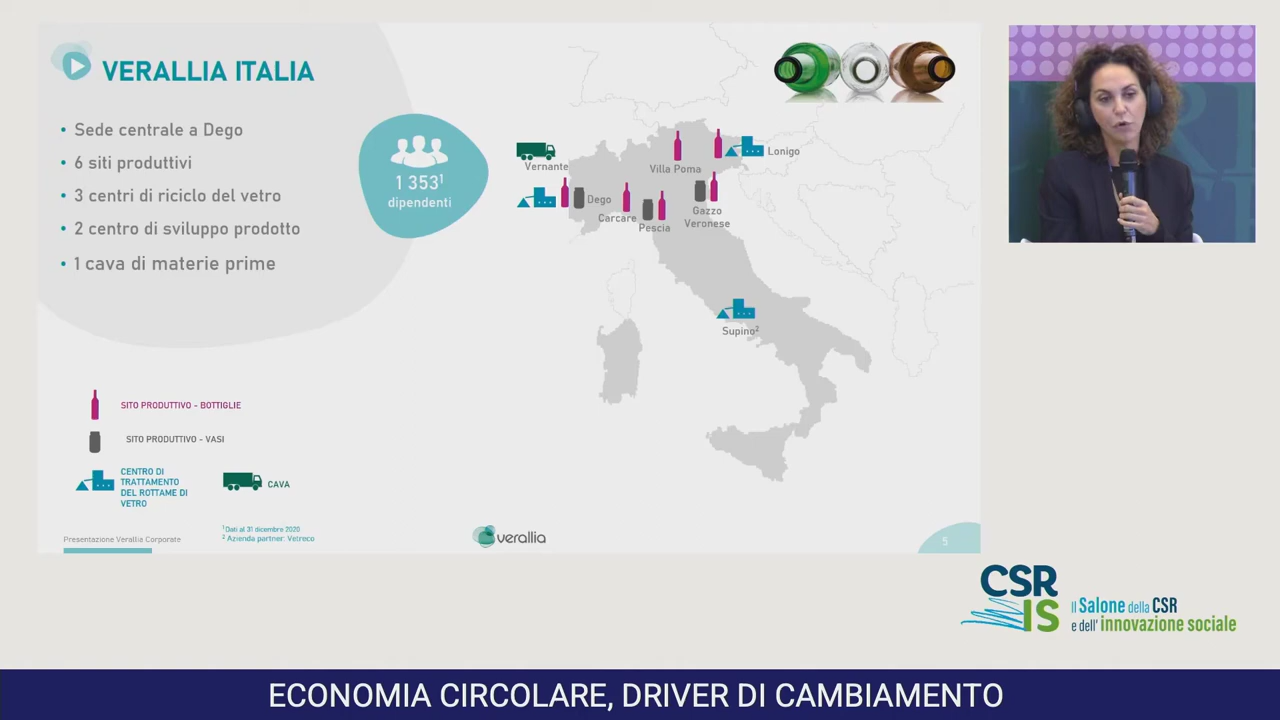 VERALLIA ITALIA
• Sede centrale a Dego
• 6 siti produttivi
• 3 centri di riciclo del vetro
• 2 centro di sviluppo prodotto
• 1 cava di materie prime
1 353¹
dipendenti
Vernante
Villa Poma
Lonigo
Dego
Carcare
Pescia
Gazzo
Veronese
Supino²
SITO PRODUTTIVO - BOTTIGLIE
SITO PRODUTTIVO - VASI
CENTRO DI
TRATTAMENTO
DEL ROTTAME DI
VETRO
CAVA
¹Dati al 31 dicembre 2020
² Azienda partner: Vetreco
Presentazione Verallia Corporate
verallia
5
CSR
IS
Il Salone della CSR
e dell' innovazione sociale
ECONOMIA CIRCOLARE, DRIVER DI CAMBIAMENTO